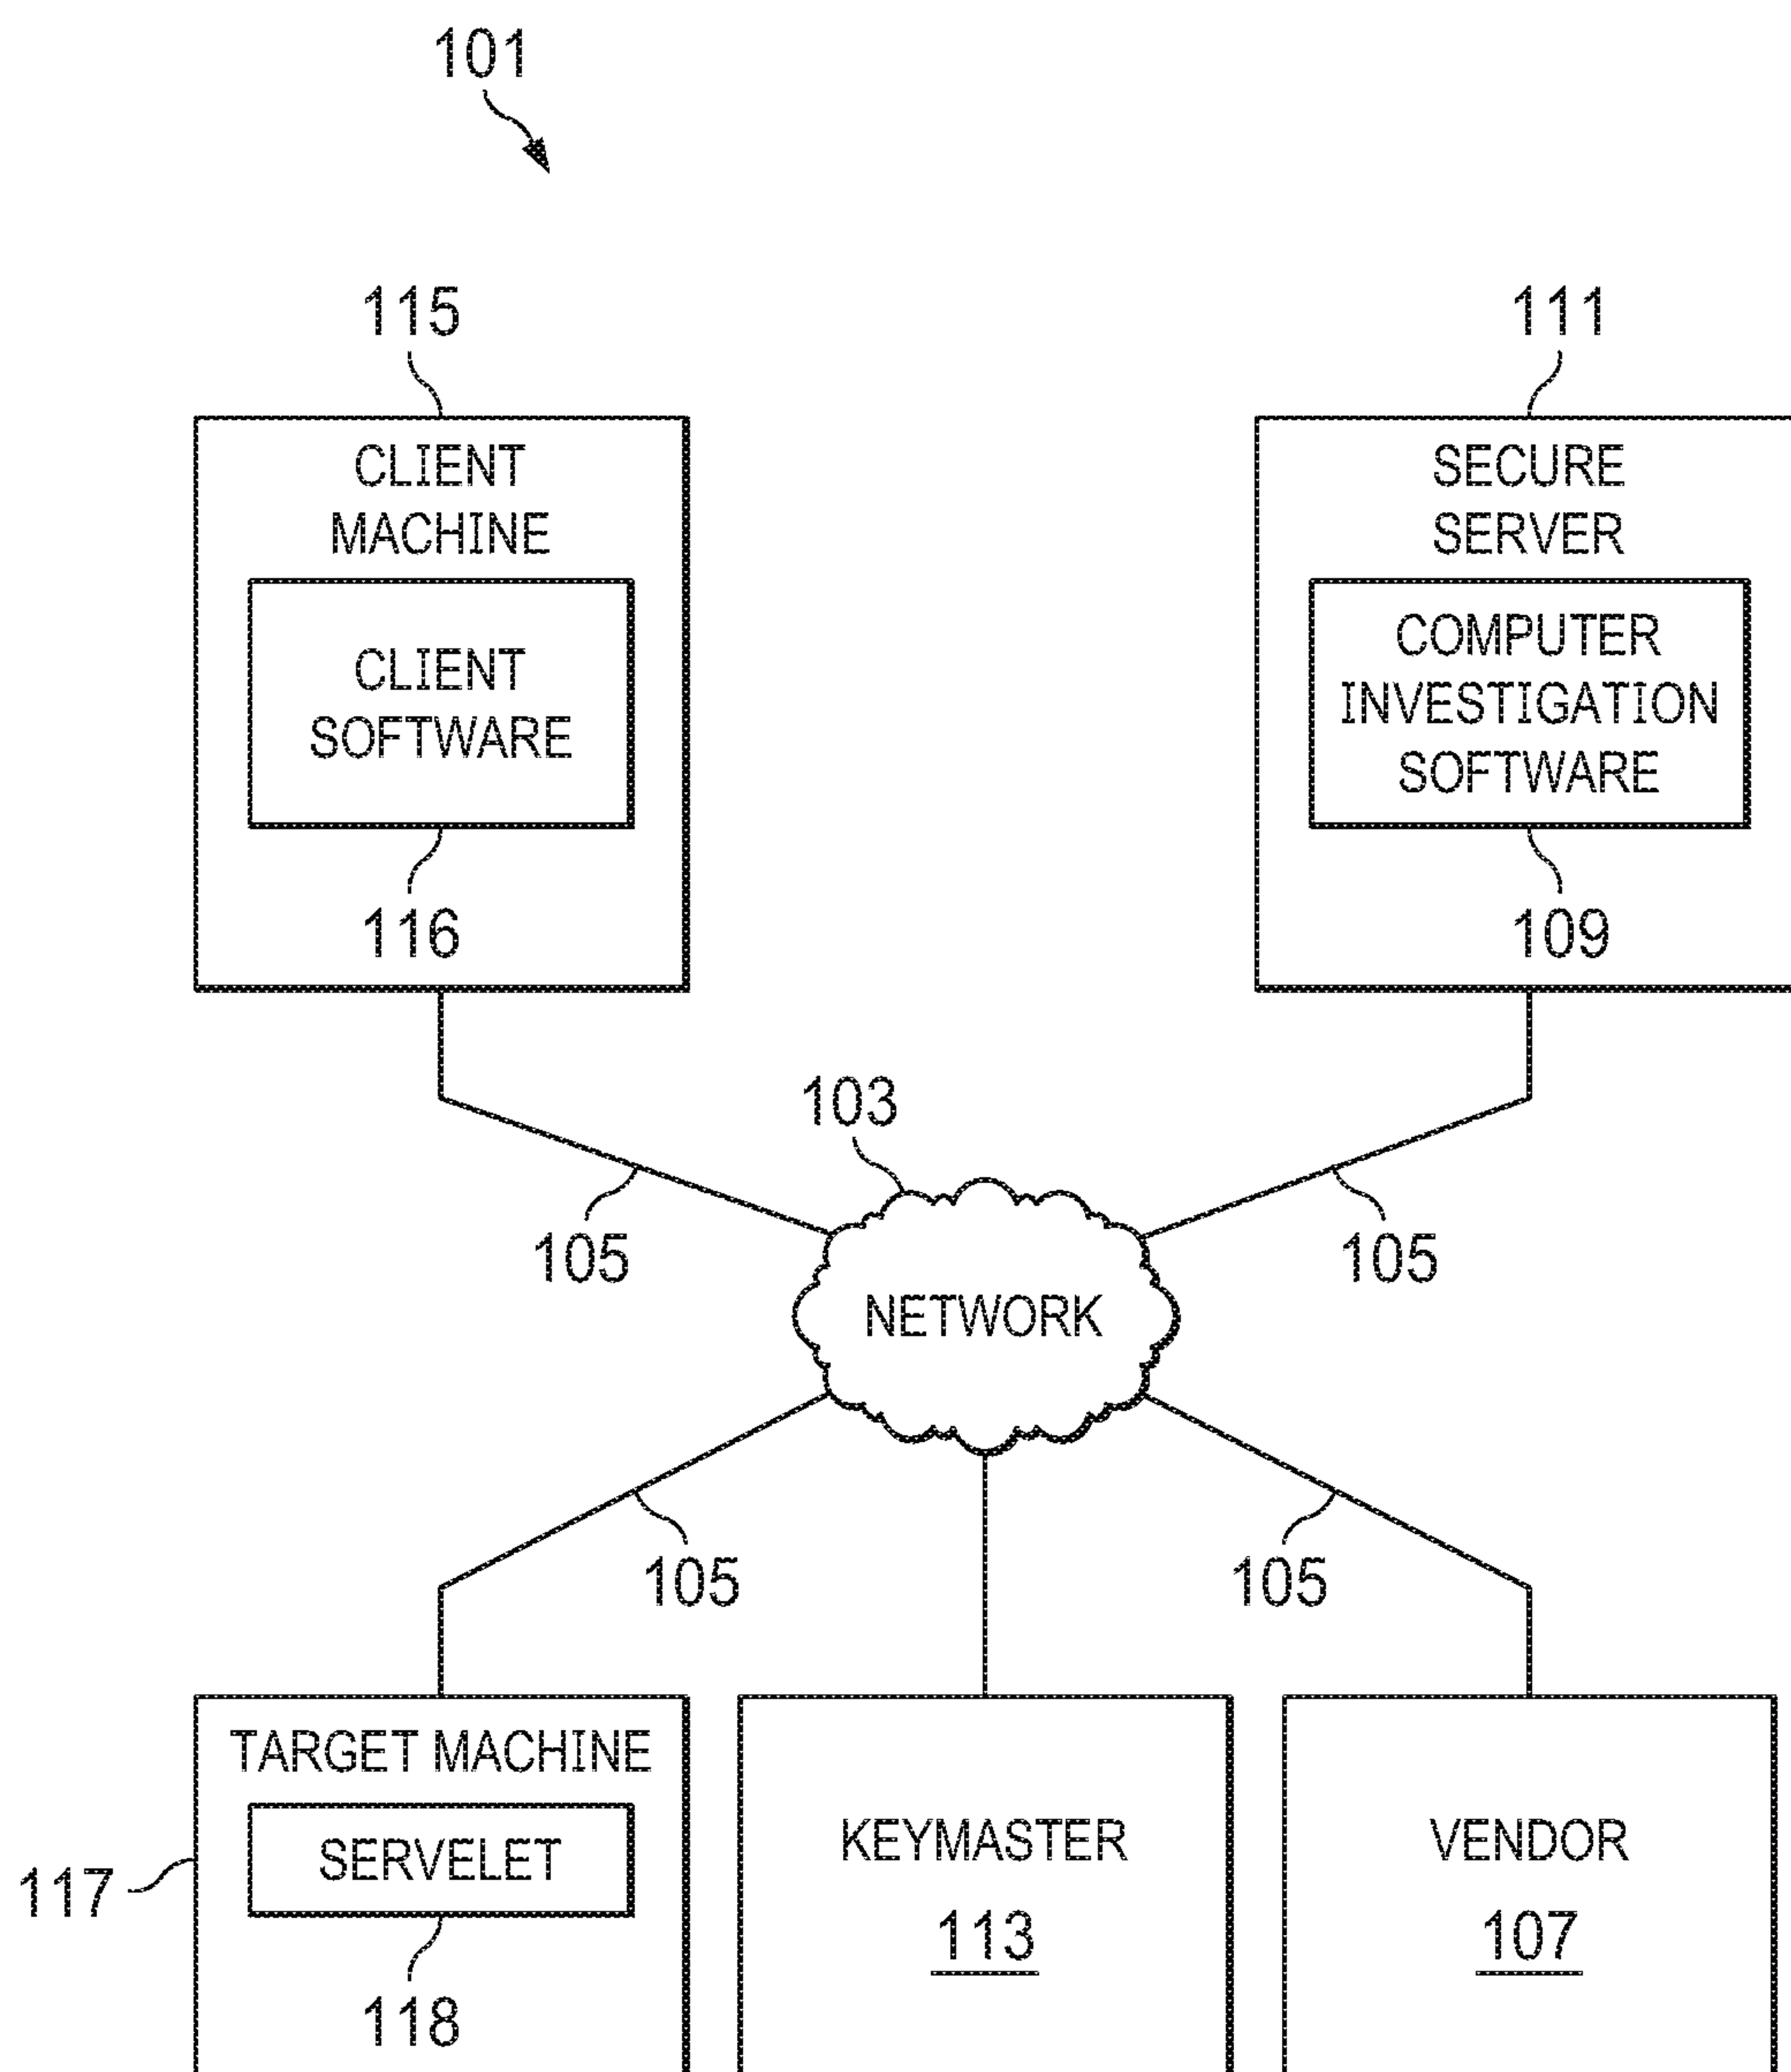 101
115
111
CLIENT
MACHINE
SECURE
SERVER
CLIENT
SOFTWARE
COMPUTER
INVESTIGATION
SOFTWARE
116
109
103
105
105
NETWORK
105
105
TARGET MACHINE
SERVELET
117
118
KEYMASTER
113
VENDOR
107